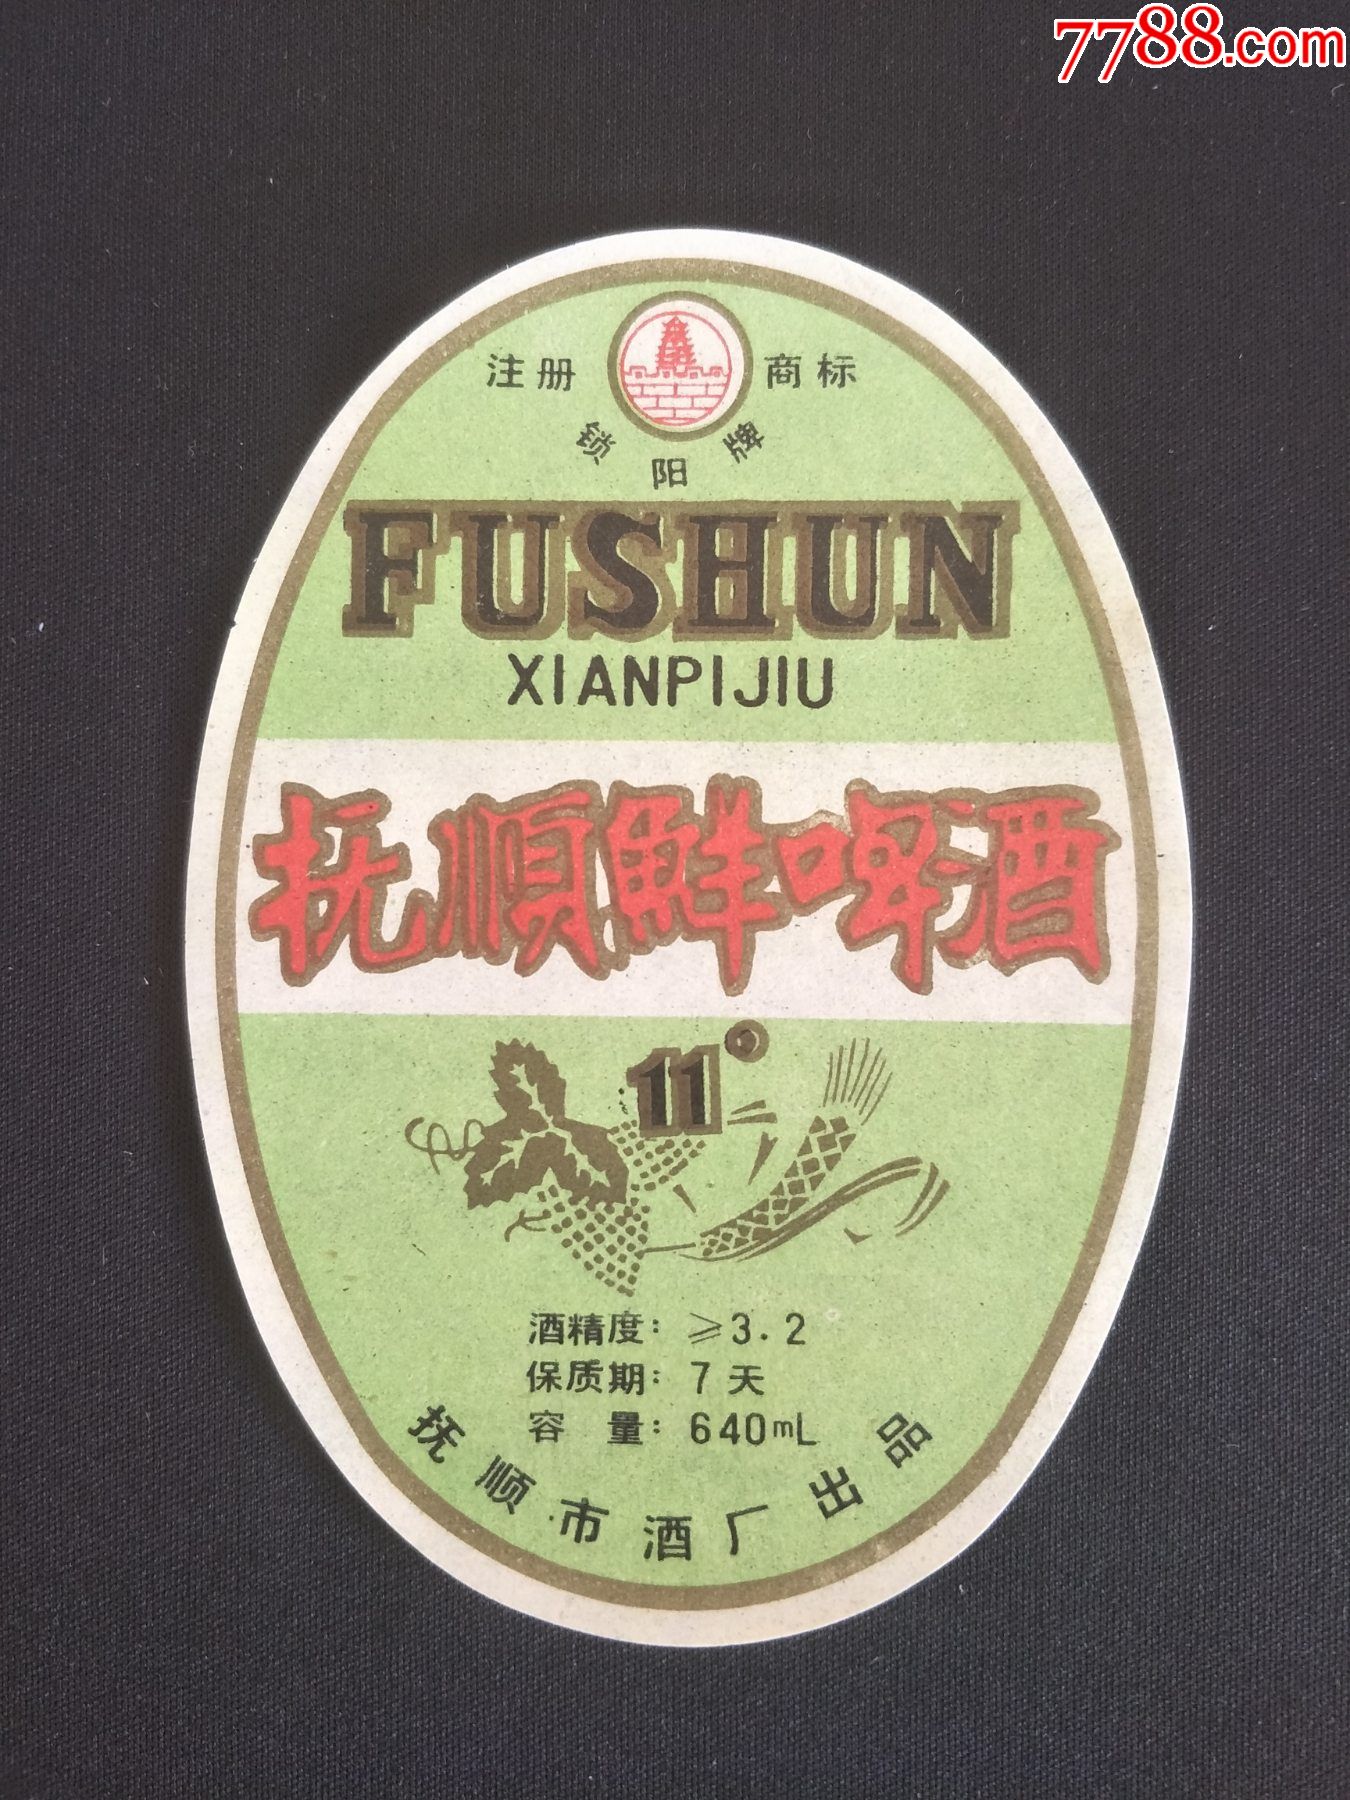 7788.com
注册 商标
锁阳牌
FUSHUN
XIANPIJIU
抚顺鲜啤酒
11°
酒精度：≥3.2
保质期：7天
容 量：640mL
抚顺市酒厂出品